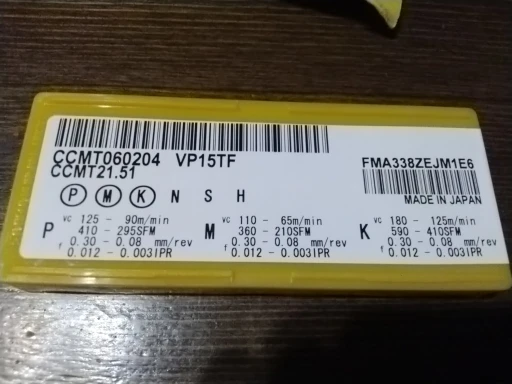 CCMT060204 VP15TF
CCMT21.51
FMA338ZEJM1E6
MADE IN JAPAN
P M K N S H
P
vc 125 - 90m/min
410 - 295SFM
f 0.30 - 0.08 mm/rev
0.012 - 0.003IPR
M
vc 110 - 65m/min
360 - 210SFM
f 0.30 - 0.08 mm/rev
0.012 - 0.003IPR
K
vc 180 - 125m/min
590 - 410SFM
f 0.30 - 0.08 mm/rev
0.012 - 0.003IPR